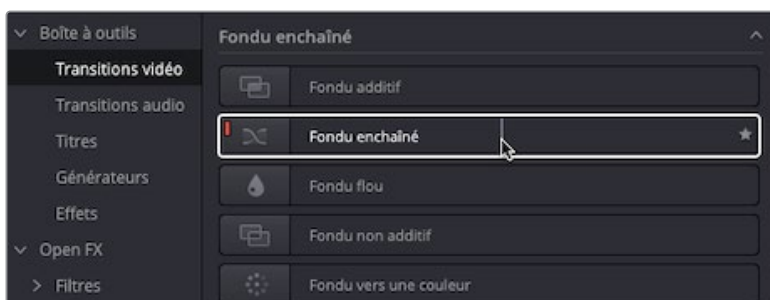 Boîte à outils
Transitions vidéo
Transitions audio
Titres
Générateurs
Effets
Open FX
Filtres
Fondu enchaîné
Fondu additif
Fondu enchaîné
Fondu flou
Fondu non additif
Fondu vers une couleur